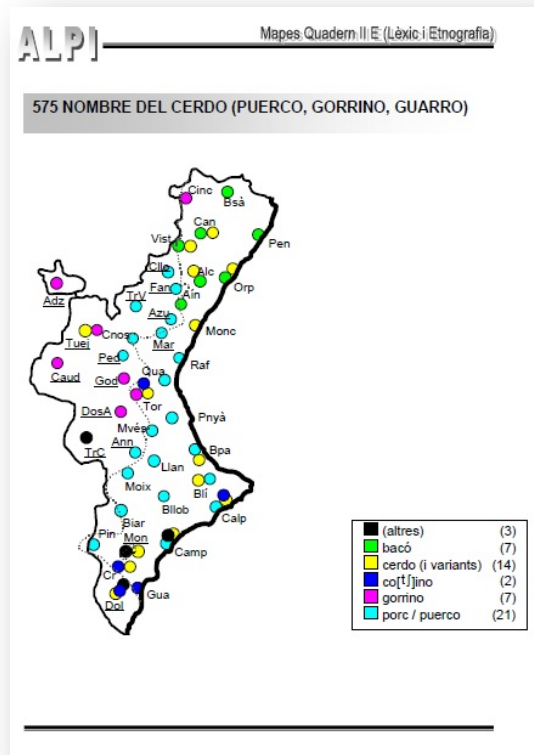 ALPI
Mapes Quadern II E (Lèxic i Etnografia)
575 NOMBRE DEL CERDO (PUERCO, GORRINO, GUARRO)
Cinc
Bsà
Can
Vist
Pen
Cllo
Alc
Fan
Orp
Adz
TrV
Aín
Azu
Monc
Tuei
Cnos
Mar
Ped
Raf
Caud
God
Qua
Tor
DosA
Pnyà
Mvés
Ann
TrC
Bpa
Llan
Moix
Blí
Bllob
Calp
Biar
Pin
Mon
Camp
Cr
Dol
Gua
(altres) (3)
bacó (7)
cerdo (i variants) (14)
co[tʃ]ino (2)
gorrino (7)
porc / puerco (21)